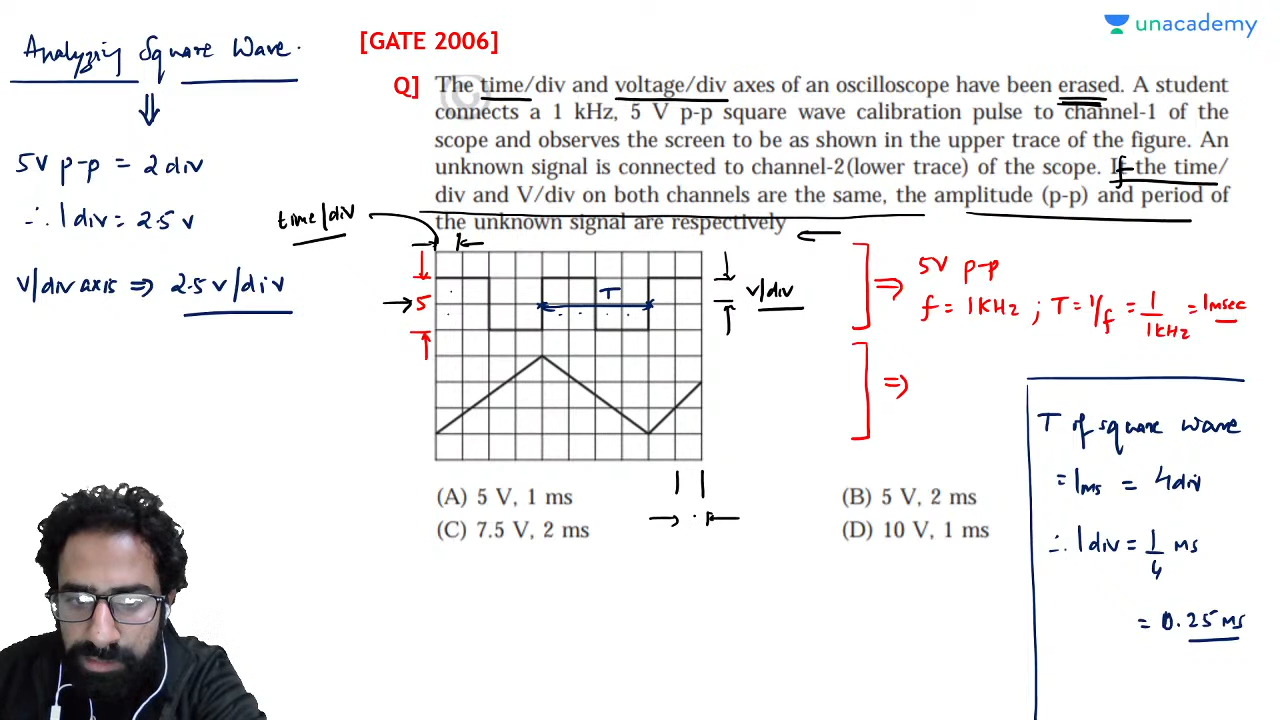 unacademy
Analyzing Square Wave.
[GATE 2006]
Q] The time/div and voltage/div axes of an oscilloscope have been erased. A student
connects a 1 kHz, 5 V p-p square wave calibration pulse to channel-1 of the
scope and observes the screen to be as shown in the upper trace of the figure. An
unknown signal is connected to channel-2(lower trace) of the scope. If the time/
div and V/div on both channels are the same, the amplitude (p-p) and period of
the unknown signal are respectively
5V p-p = 2 div
∴ 1 div = 2.5 V
V/div axis ⇒ 2.5 V/div
time/div
5
T
V/div
⇒ 5V p-p
f = 1KHz ; T = 1/f = 1/1KHz = 1msec
⇒
(A) 5 V, 1 ms
(B) 5 V, 2 ms
(C) 7.5 V, 2 ms
(D) 10 V, 1 ms
T of square wave
= 1ms = 4div
∴ 1div = 1/4 ms
= 0.25 ms